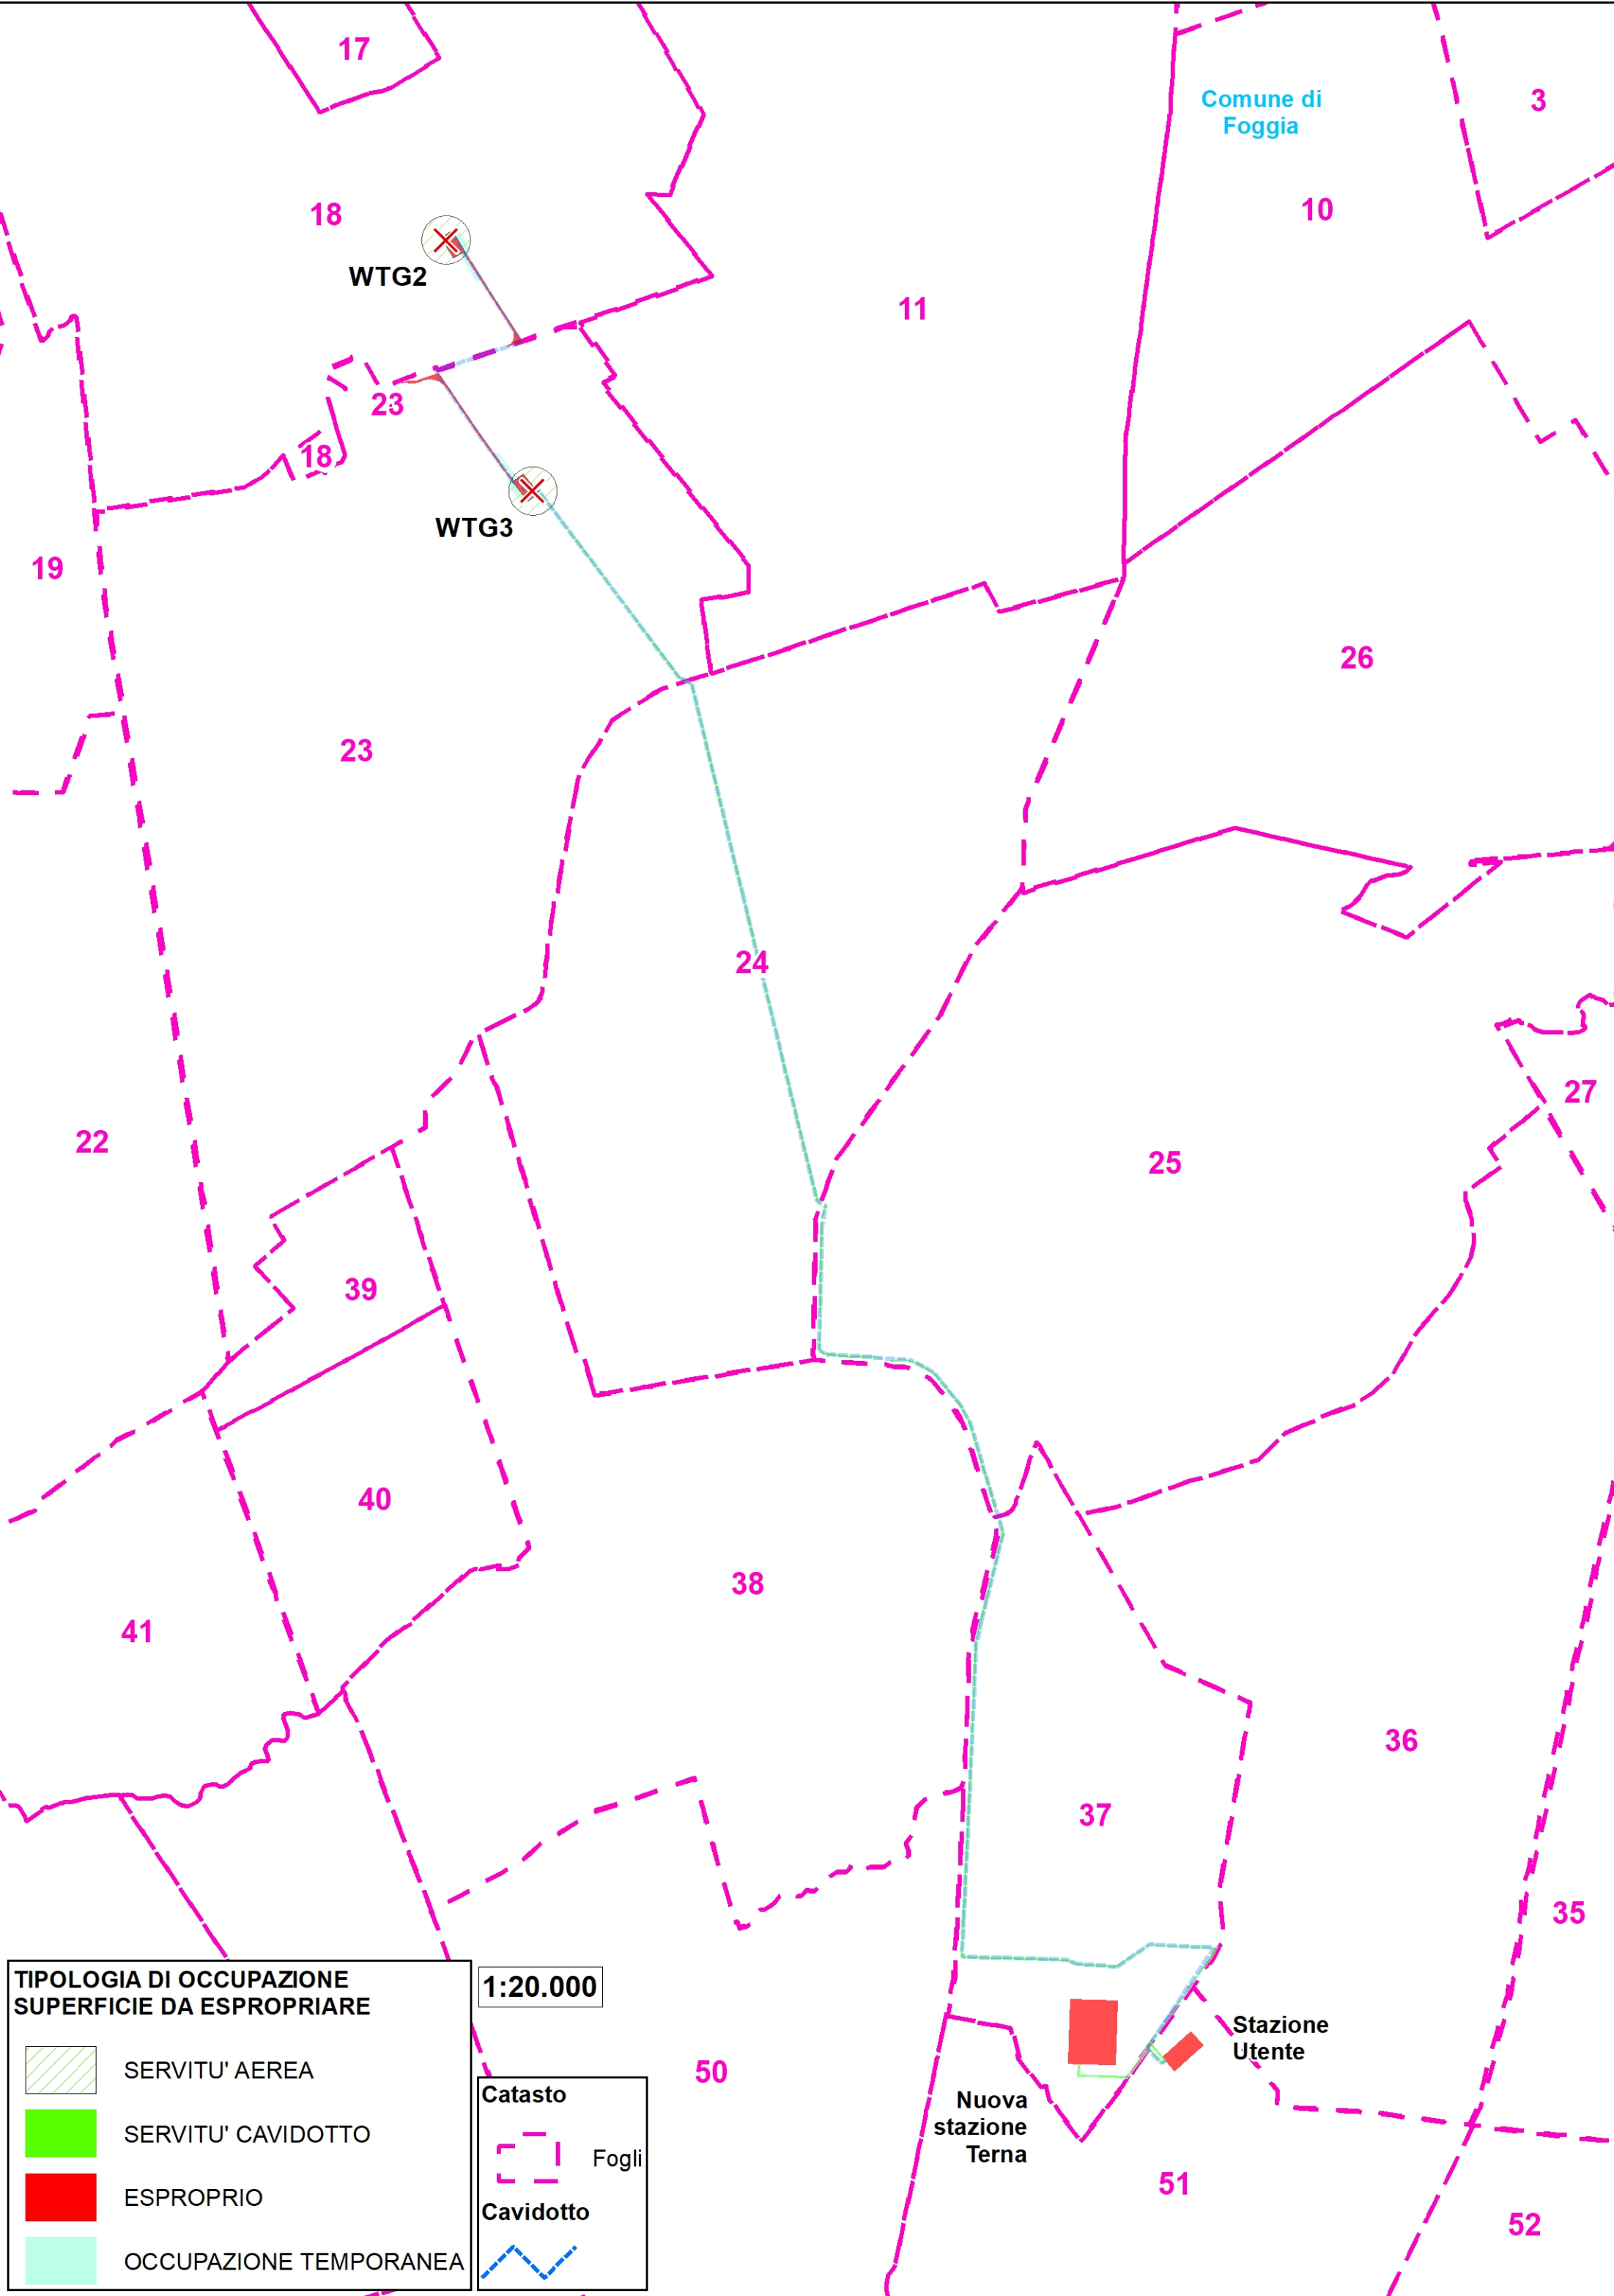 17
3
Comune di
Foggia
18
10
WTG2
11
23
18
WTG3
19
26
23
24
27
22
25
39
40
38
41
36
37
35
TIPOLOGIA DI OCCUPAZIONE
SUPERFICIE DA ESPROPRIARE
SERVITU' AEREA
SERVITU' CAVIDOTTO
ESPROPRIO
OCCUPAZIONE TEMPORANEA
1:20.000
Catasto
Fogli
Cavidotto
50
Stazione
Utente
Nuova
stazione
Terna
51
52